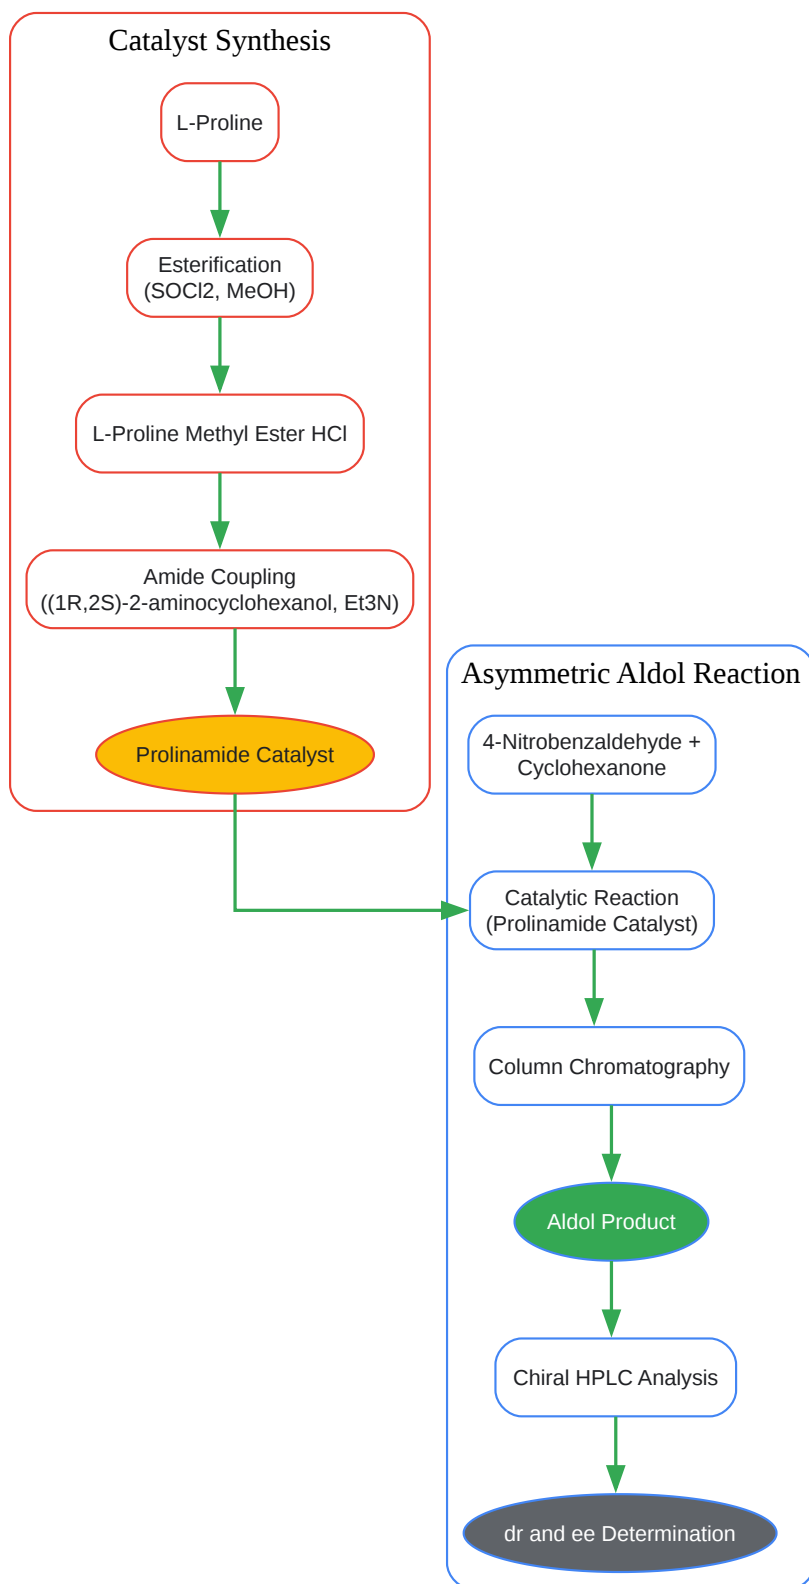 Catalyst Synthesis
L-Proline
Esterification
(SOCl2, MeOH)
L-Proline Methyl Ester HCl
Amide Coupling
((1R,2S)-2-aminocyclohexanol, Et3N)
Prolinamide Catalyst
Asymmetric Aldol Reaction
4-Nitrobenzaldehyde +
Cyclohexanone
Catalytic Reaction
(Prolinamide Catalyst)
Column Chromatography
Aldol Product
Chiral HPLC Analysis
dr and ee Determination